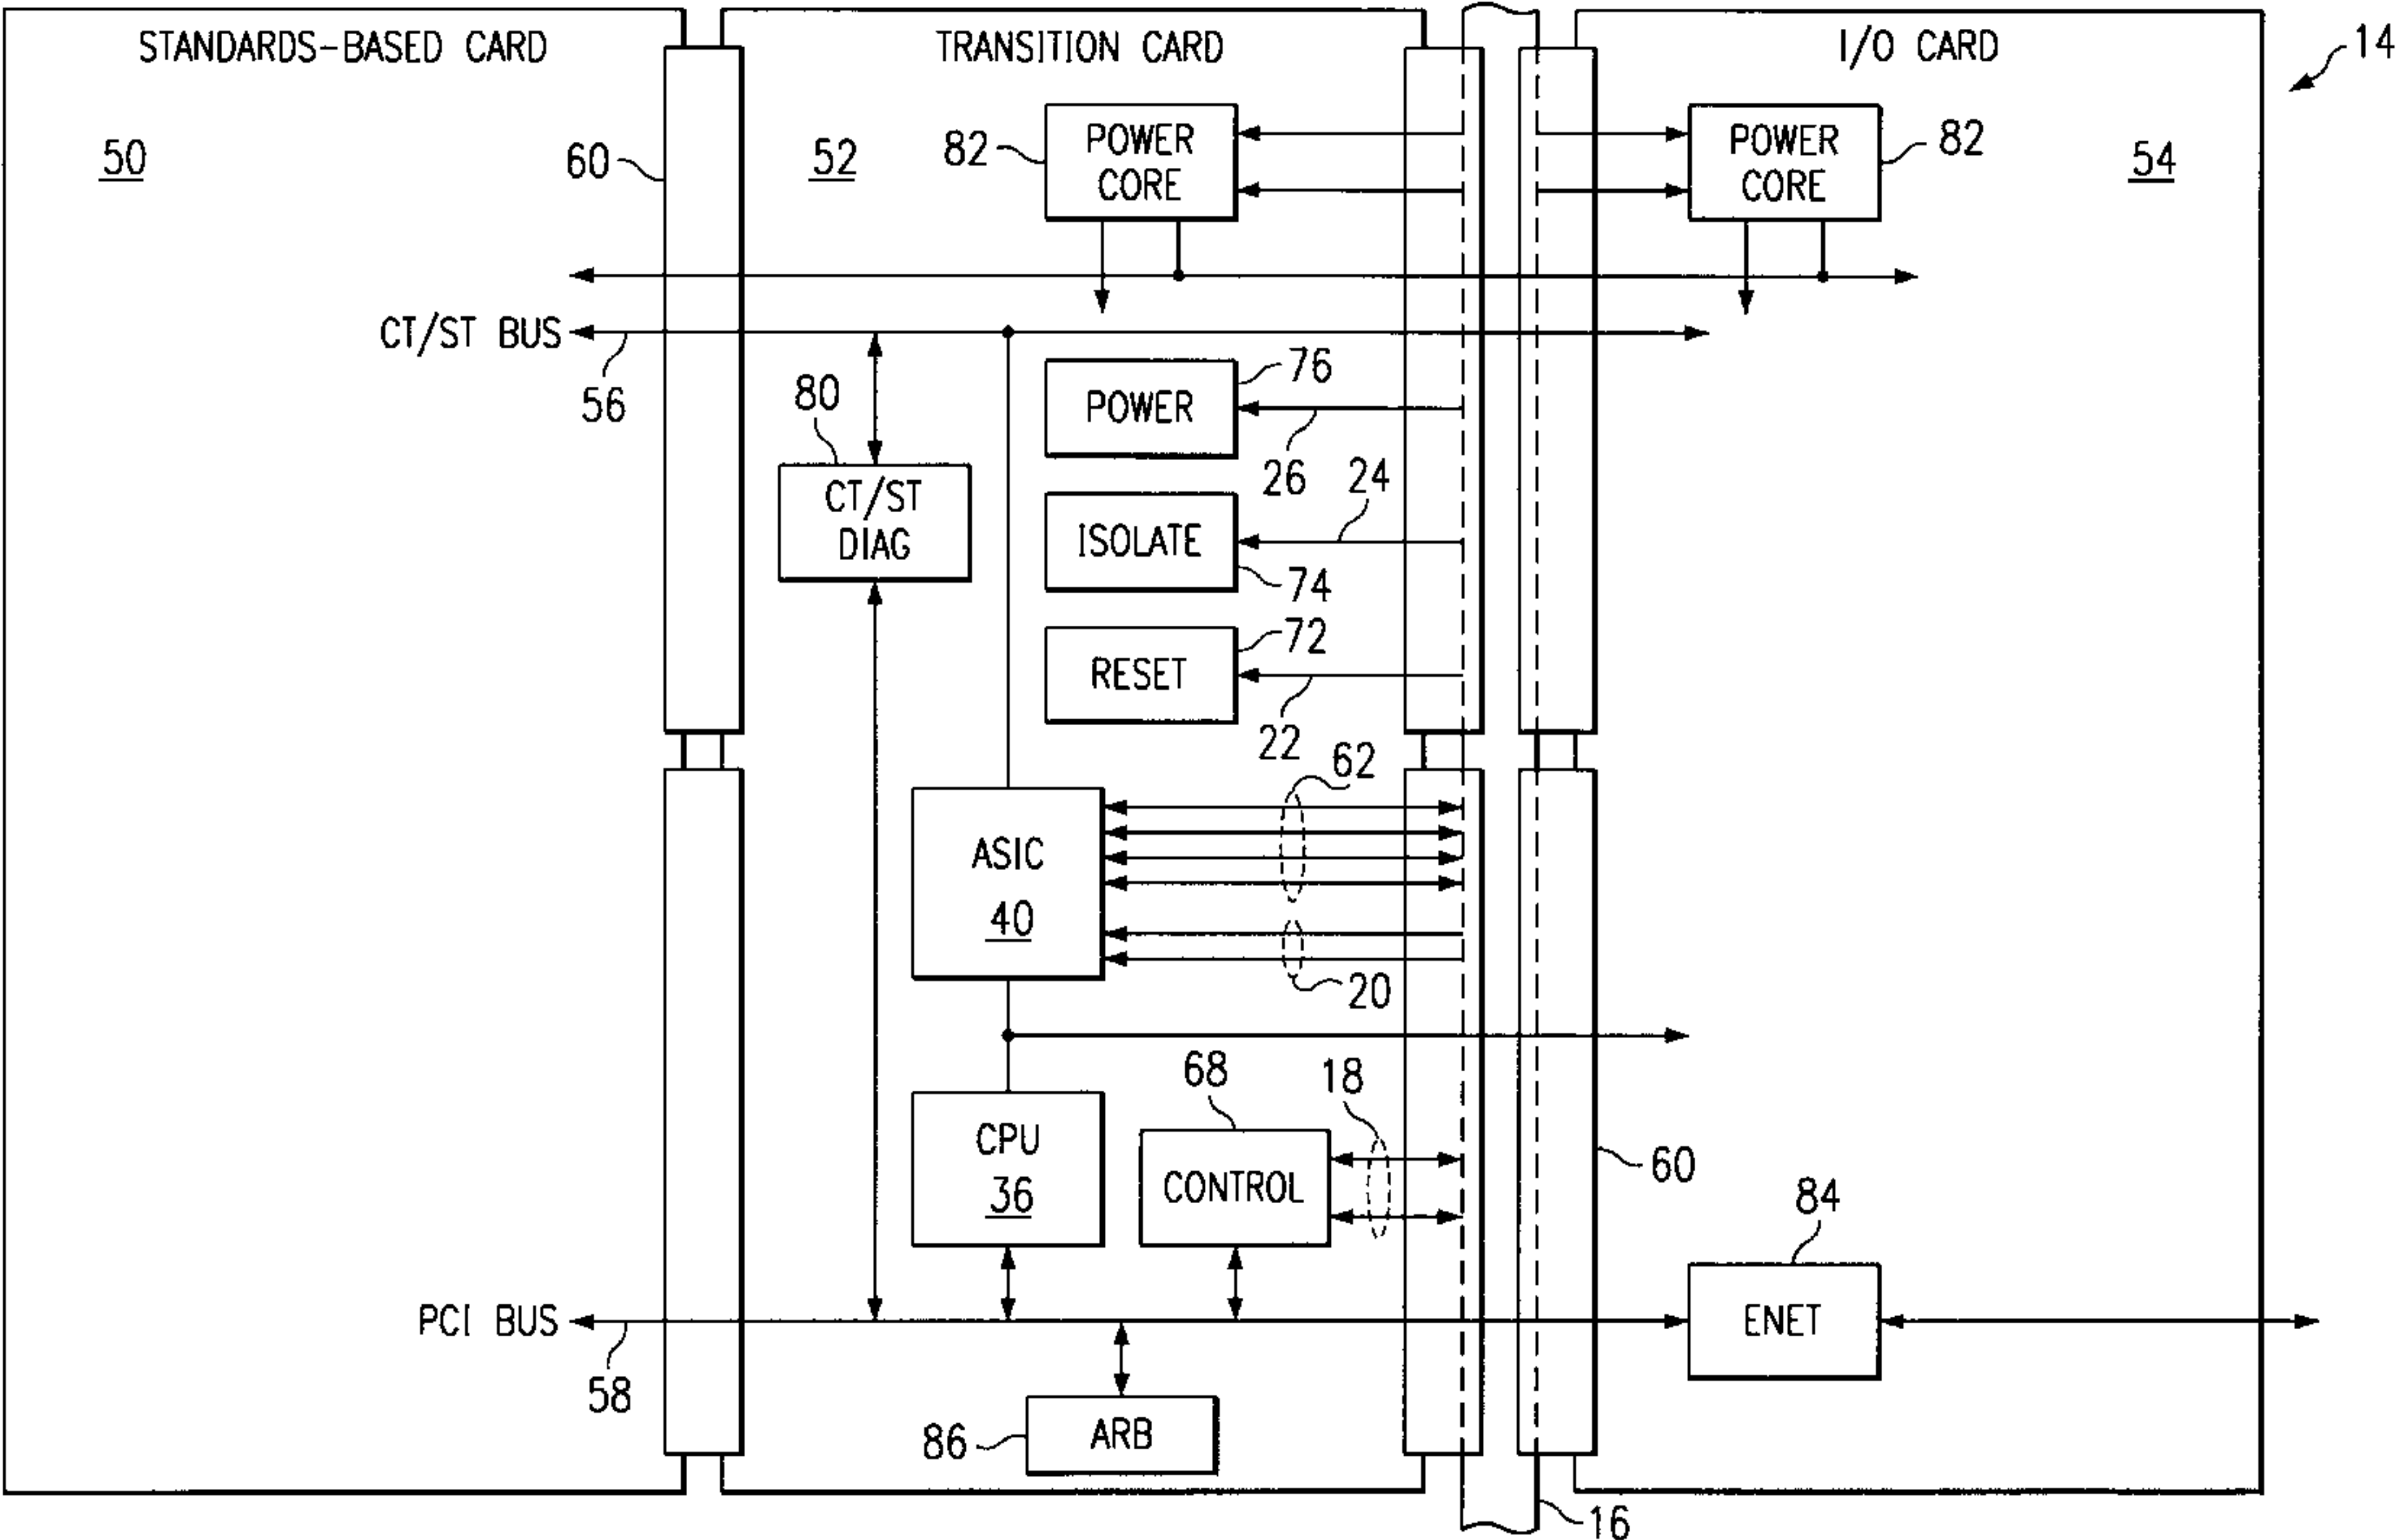 STANDARDS-BASED CARD
TRANSITION CARD
I/O CARD
14
50
60
52
82
POWER
CORE
POWER
CORE
82
54
CT/ST BUS
56
80
CT/ST
DIAG
POWER
76
26
24
ISOLATE
74
RESET
72
22
62
ASIC
40
20
68
18
CPU
36
CONTROL
60
84
PCI BUS
58
ENET
86
ARB
16